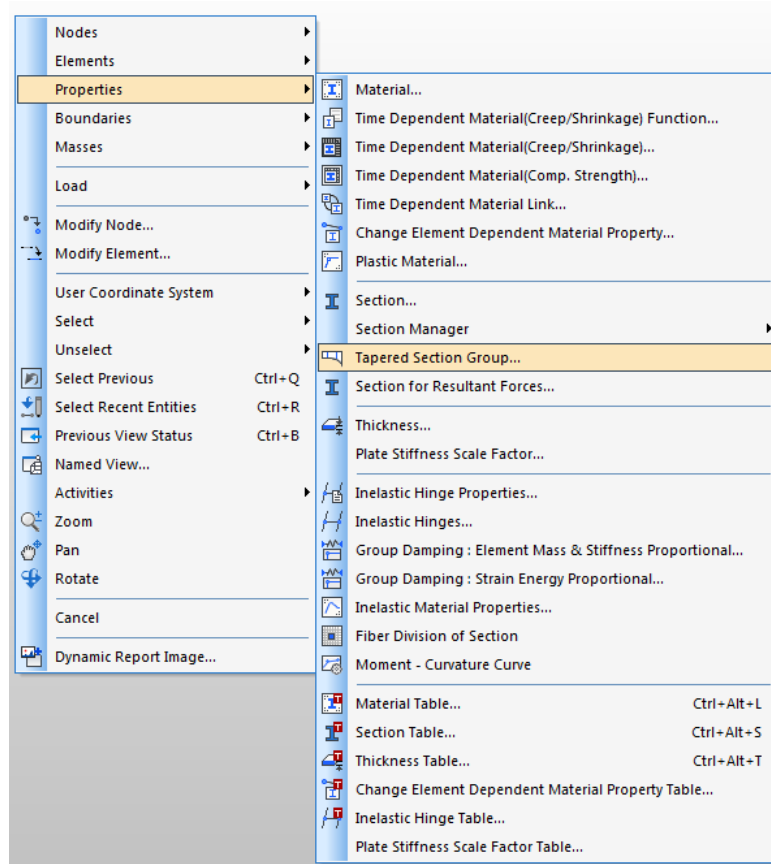 Nodes
Elements
Properties
Boundaries
Masses
Load
Modify Node...
Modify Element...
User Coordinate System
Select
Unselect
Select Previous Ctrl+Q
Select Recent Entities Ctrl+R
Previous View Status Ctrl+B
Named View...
Activities
Zoom
Pan
Rotate
Cancel
Dynamic Report Image...
Material...
Time Dependent Material(Creep/Shrinkage) Function...
Time Dependent Material(Creep/Shrinkage)...
Time Dependent Material(Comp. Strength)...
Time Dependent Material Link...
Change Element Dependent Material Property...
Plastic Material...
Section...
Section Manager
Tapered Section Group...
Section for Resultant Forces...
Thickness...
Plate Stiffness Scale Factor...
Inelastic Hinge Properties...
Inelastic Hinges...
Group Damping : Element Mass & Stiffness Proportional...
Group Damping : Strain Energy Proportional...
Inelastic Material Properties...
Fiber Division of Section
Moment - Curvature Curve
Material Table... Ctrl+Alt+L
Section Table... Ctrl+Alt+S
Thickness Table... Ctrl+Alt+T
Change Element Dependent Material Property Table...
Inelastic Hinge Table...
Plate Stiffness Scale Factor Table...